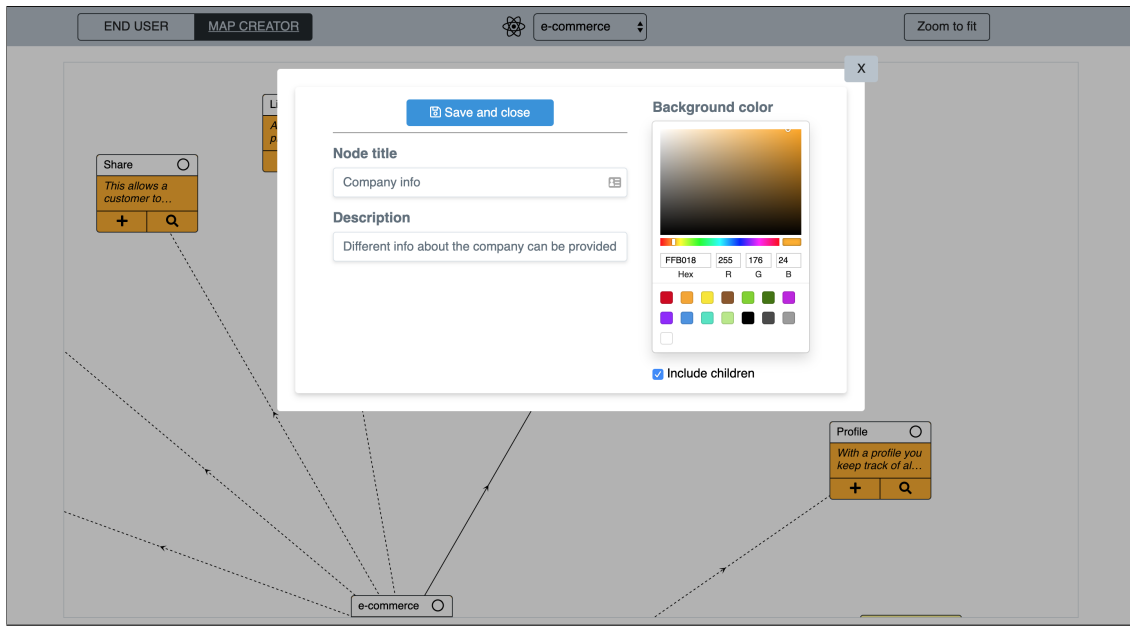 END USER
MAP CREATOR
e-commerce
Zoom to fit
X
Save and close
Node title
Company info
Description
Different info about the company can be provided
Background color
FFB018
255
176
24
Hex
R
G
B
Include children
Li
A
p
Share
This allows a
customer to...
Profile
With a profile you
keep track of al...
e-commerce